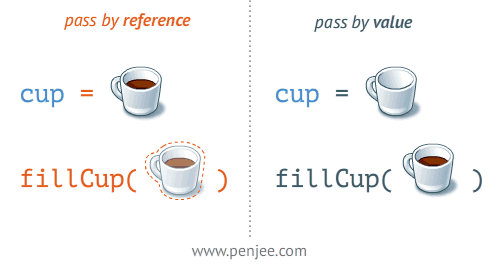 pass by reference
cup =
fillCup( )
pass by value
cup =
fillCup( )
www.penjee.com